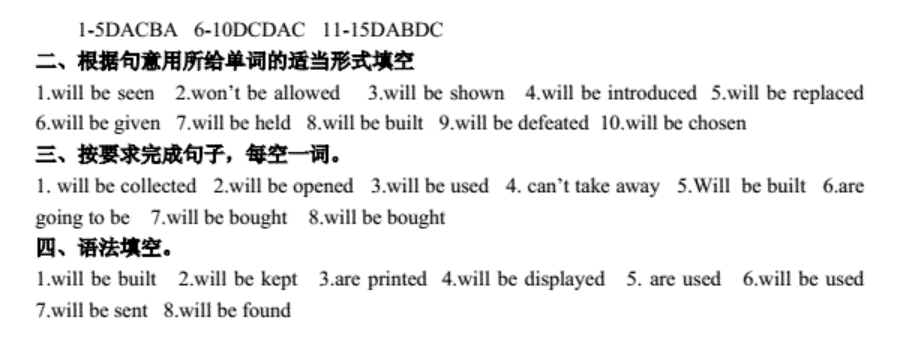 1-5DACBA 6-10DCDAC 11-15DABDC
二、根据句意用所给单词的适当形式填空
1.will be seen 2.won't be allowed 3.will be shown 4.will be introduced 5.will be replaced
6.will be given 7.will be held 8.will be built 9.will be defeated 10.will be chosen
三、按要求完成句子，每空一词。
1. will be collected 2.will be opened 3.will be used 4. can't take away 5.Will be built 6.are
going to be 7.will be bought 8.will be bought
四、语法填空。
1.will be built 2.will be kept 3.are printed 4.will be displayed 5. are used 6.will be used
7.will be sent 8.will be found